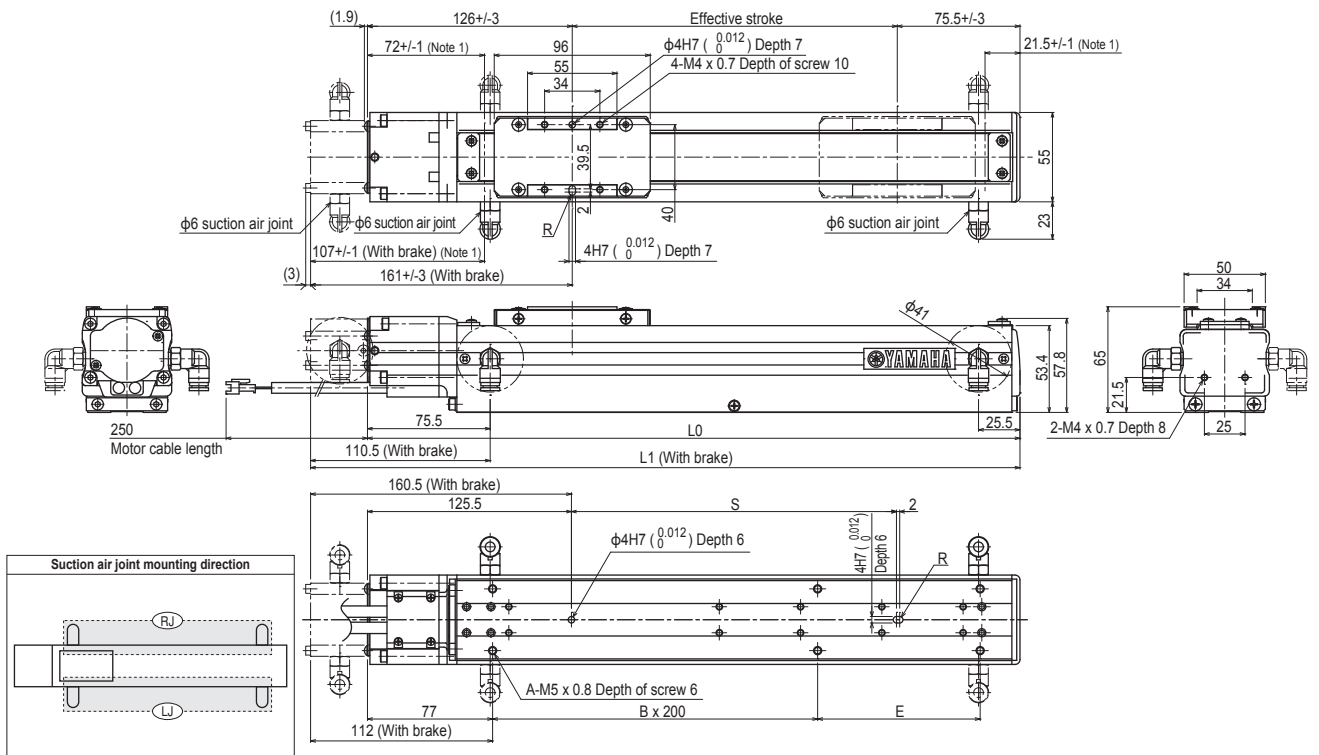 (1.9)
126+/-3
Effective stroke
75.5+/-3
72+/-1 (Note 1)
96
φ4H7 ( 0.012 0 ) Depth 7
21.5+/-1 (Note 1)
55
4-M4 x 0.7 Depth of screw 10
34
39.5
2
40
55
23
φ6 suction air joint
φ6 suction air joint
R
φ6 suction air joint
107+/-1 (With brake) (Note 1)
4H7 ( 0.012 0 ) Depth 7
(3)
161+/-3 (With brake)
50
34
φ41
YAMAHA
53.4
57.8
65
21.5
250
Motor cable length
75.5
L0
25.5
2-M4 x 0.7 Depth 8
25
110.5 (With brake)
L1 (With brake)
160.5 (With brake)
125.5
S
2
φ4H7 ( 0.012 0 ) Depth 6
4H7 ( 0.012 0 )
Depth 6
R
Suction air joint mounting direction
RJ
LJ
A-M5 x 0.8 Depth of screw 6
77
B x 200
E
112 (With brake)